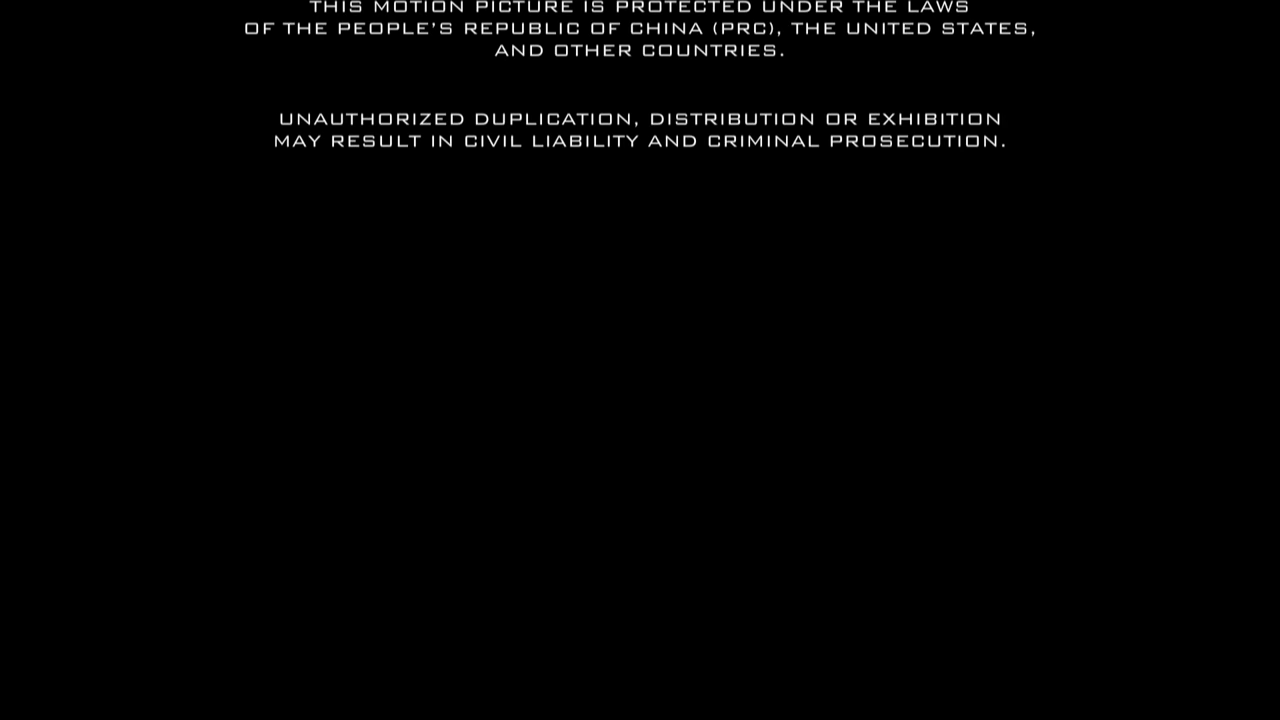 THIS MOTION PICTURE IS PROTECTED UNDER THE LAWS
OF THE PEOPLE'S REPUBLIC OF CHINA (PRC), THE UNITED STATES,
AND OTHER COUNTRIES.
UNAUTHORIZED DUPLICATION, DISTRIBUTION OR EXHIBITION
MAY RESULT IN CIVIL LIABILITY AND CRIMINAL PROSECUTION.